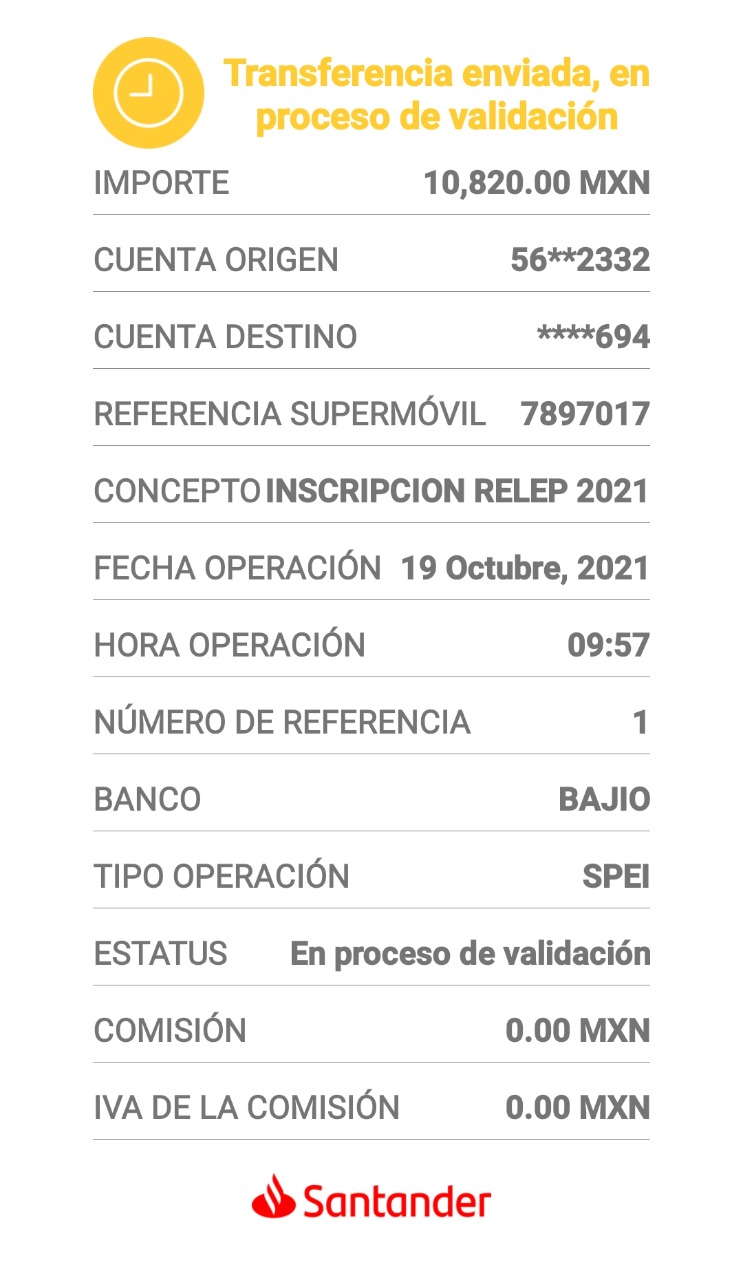 Transferencia enviada, en
proceso de validación
IMPORTE 10,820.00 MXN
CUENTA ORIGEN 56**2332
CUENTA DESTINO ****694
REFERENCIA SUPERMÓVIL 7897017
CONCEPTO INSCRIPCION RELEP 2021
FECHA OPERACIÓN 19 Octubre, 2021
HORA OPERACIÓN 09:57
NÚMERO DE REFERENCIA 1
BANCO BAJIO
TIPO OPERACIÓN SPEI
ESTATUS En proceso de validación
COMISIÓN 0.00 MXN
IVA DE LA COMISIÓN 0.00 MXN
Santander